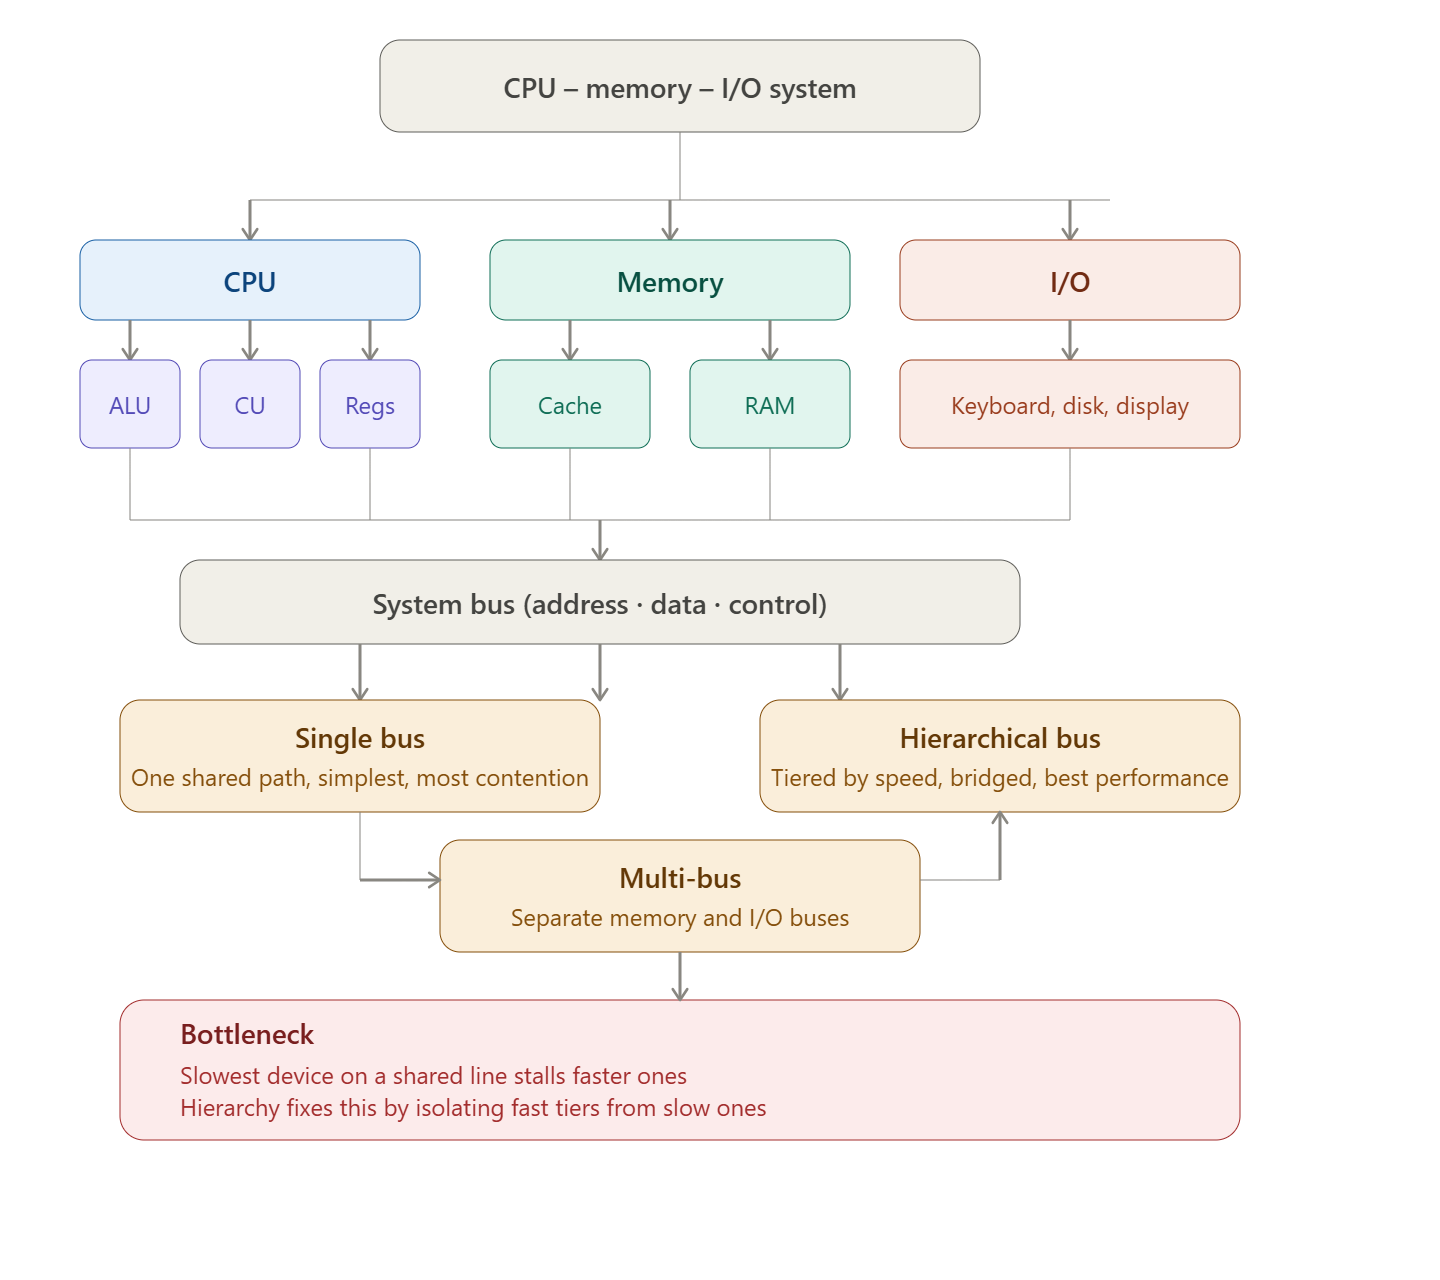 CPU – memory – I/O system
CPU
Memory
I/O
ALU
CU
Regs
Cache
RAM
Keyboard, disk, display
System bus (address · data · control)
Single bus
One shared path, simplest, most contention
Hierarchical bus
Tiered by speed, bridged, best performance
Multi-bus
Separate memory and I/O buses
Bottleneck
Slowest device on a shared line stalls faster ones
Hierarchy fixes this by isolating fast tiers from slow ones